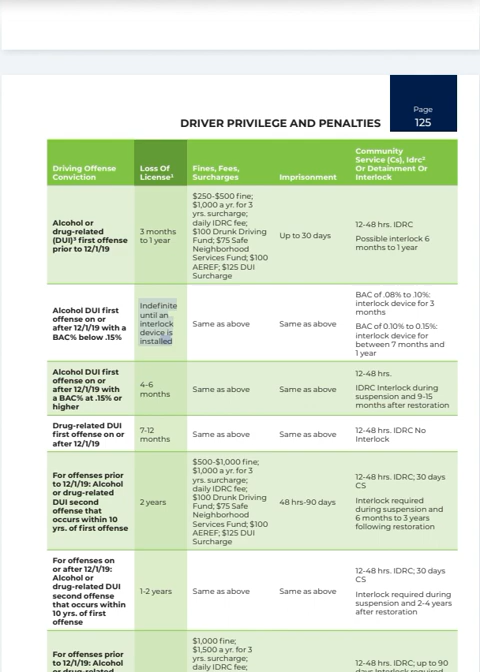 Page
125
DRIVER PRIVILEGE AND PENALTIES
Driving Offense
Conviction
Loss Of
License¹
Fines, Fees,
Surcharges
Imprisonment
Community
Service (Cs), Idrc²
Or Detainment Or
Interlock
Alcohol or
drug-related
(DUI)³ first offense
prior to 12/1/19
3 months
to 1 year
$250-$500 fine;
$1,000 a yr. for 3
yrs. surcharge;
daily IDRC fee;
$100 Drunk Driving
Fund; $75 Safe
Neighborhood
Services Fund; $100
AEREF; $125 DUI
Surcharge
Up to 30 days
12-48 hrs. IDRC
Possible interlock 6
months to 1 year
Alcohol DUI first
offense on or
after 12/1/19 with a
BAC% below .15%
Indefinite
until an
interlock
device is
installed
Same as above
Same as above
BAC of .08% to .10%:
interlock device for 3
months
BAC of 0.10% to 0.15%:
interlock device for
between 7 months and
1 year
Alcohol DUI first
offense on or
after 12/1/19 with
a BAC% at .15% or
higher
4-6
months
Same as above
Same as above
12-48 hrs.
IDRC Interlock during
suspension and 9-15
months after restoration
Drug-related DUI
first offense on or
after 12/1/19
7-12
months
Same as above
Same as above
12-48 hrs. IDRC No
Interlock
For offenses prior
to 12/1/19: Alcohol
or drug-related
DUI second
offense that
occurs within 10
yrs. of first offense
2 years
$500-$1,000 fine;
$1,000 a yr. for 3
yrs. surcharge;
daily IDRC fee;
$100 Drunk Driving
Fund; $75 Safe
Neighborhood
Services Fund; $100
AEREF; $125 DUI
Surcharge
48 hrs-90 days
12-48 hrs. IDRC; 30 days
CS
Interlock required
during suspension and
6 months to 3 years
following restoration
For offenses on
or after 12/1/19:
Alcohol or
drug-related DUI
second offense
that occurs within
10 yrs. of first
offense
1-2 years
Same as above
Same as above
12-48 hrs. IDRC; 30 days
CS
Interlock required during
suspension and 2-4 years
after restoration
For offenses prior
to 12/1/19: Alcohol
or drug-related
$1,000 fine;
$1,500 a yr. for 3
yrs. surcharge;
daily IDRC fee;
12-48 hrs. IDRC; up to 90
days Interlock required